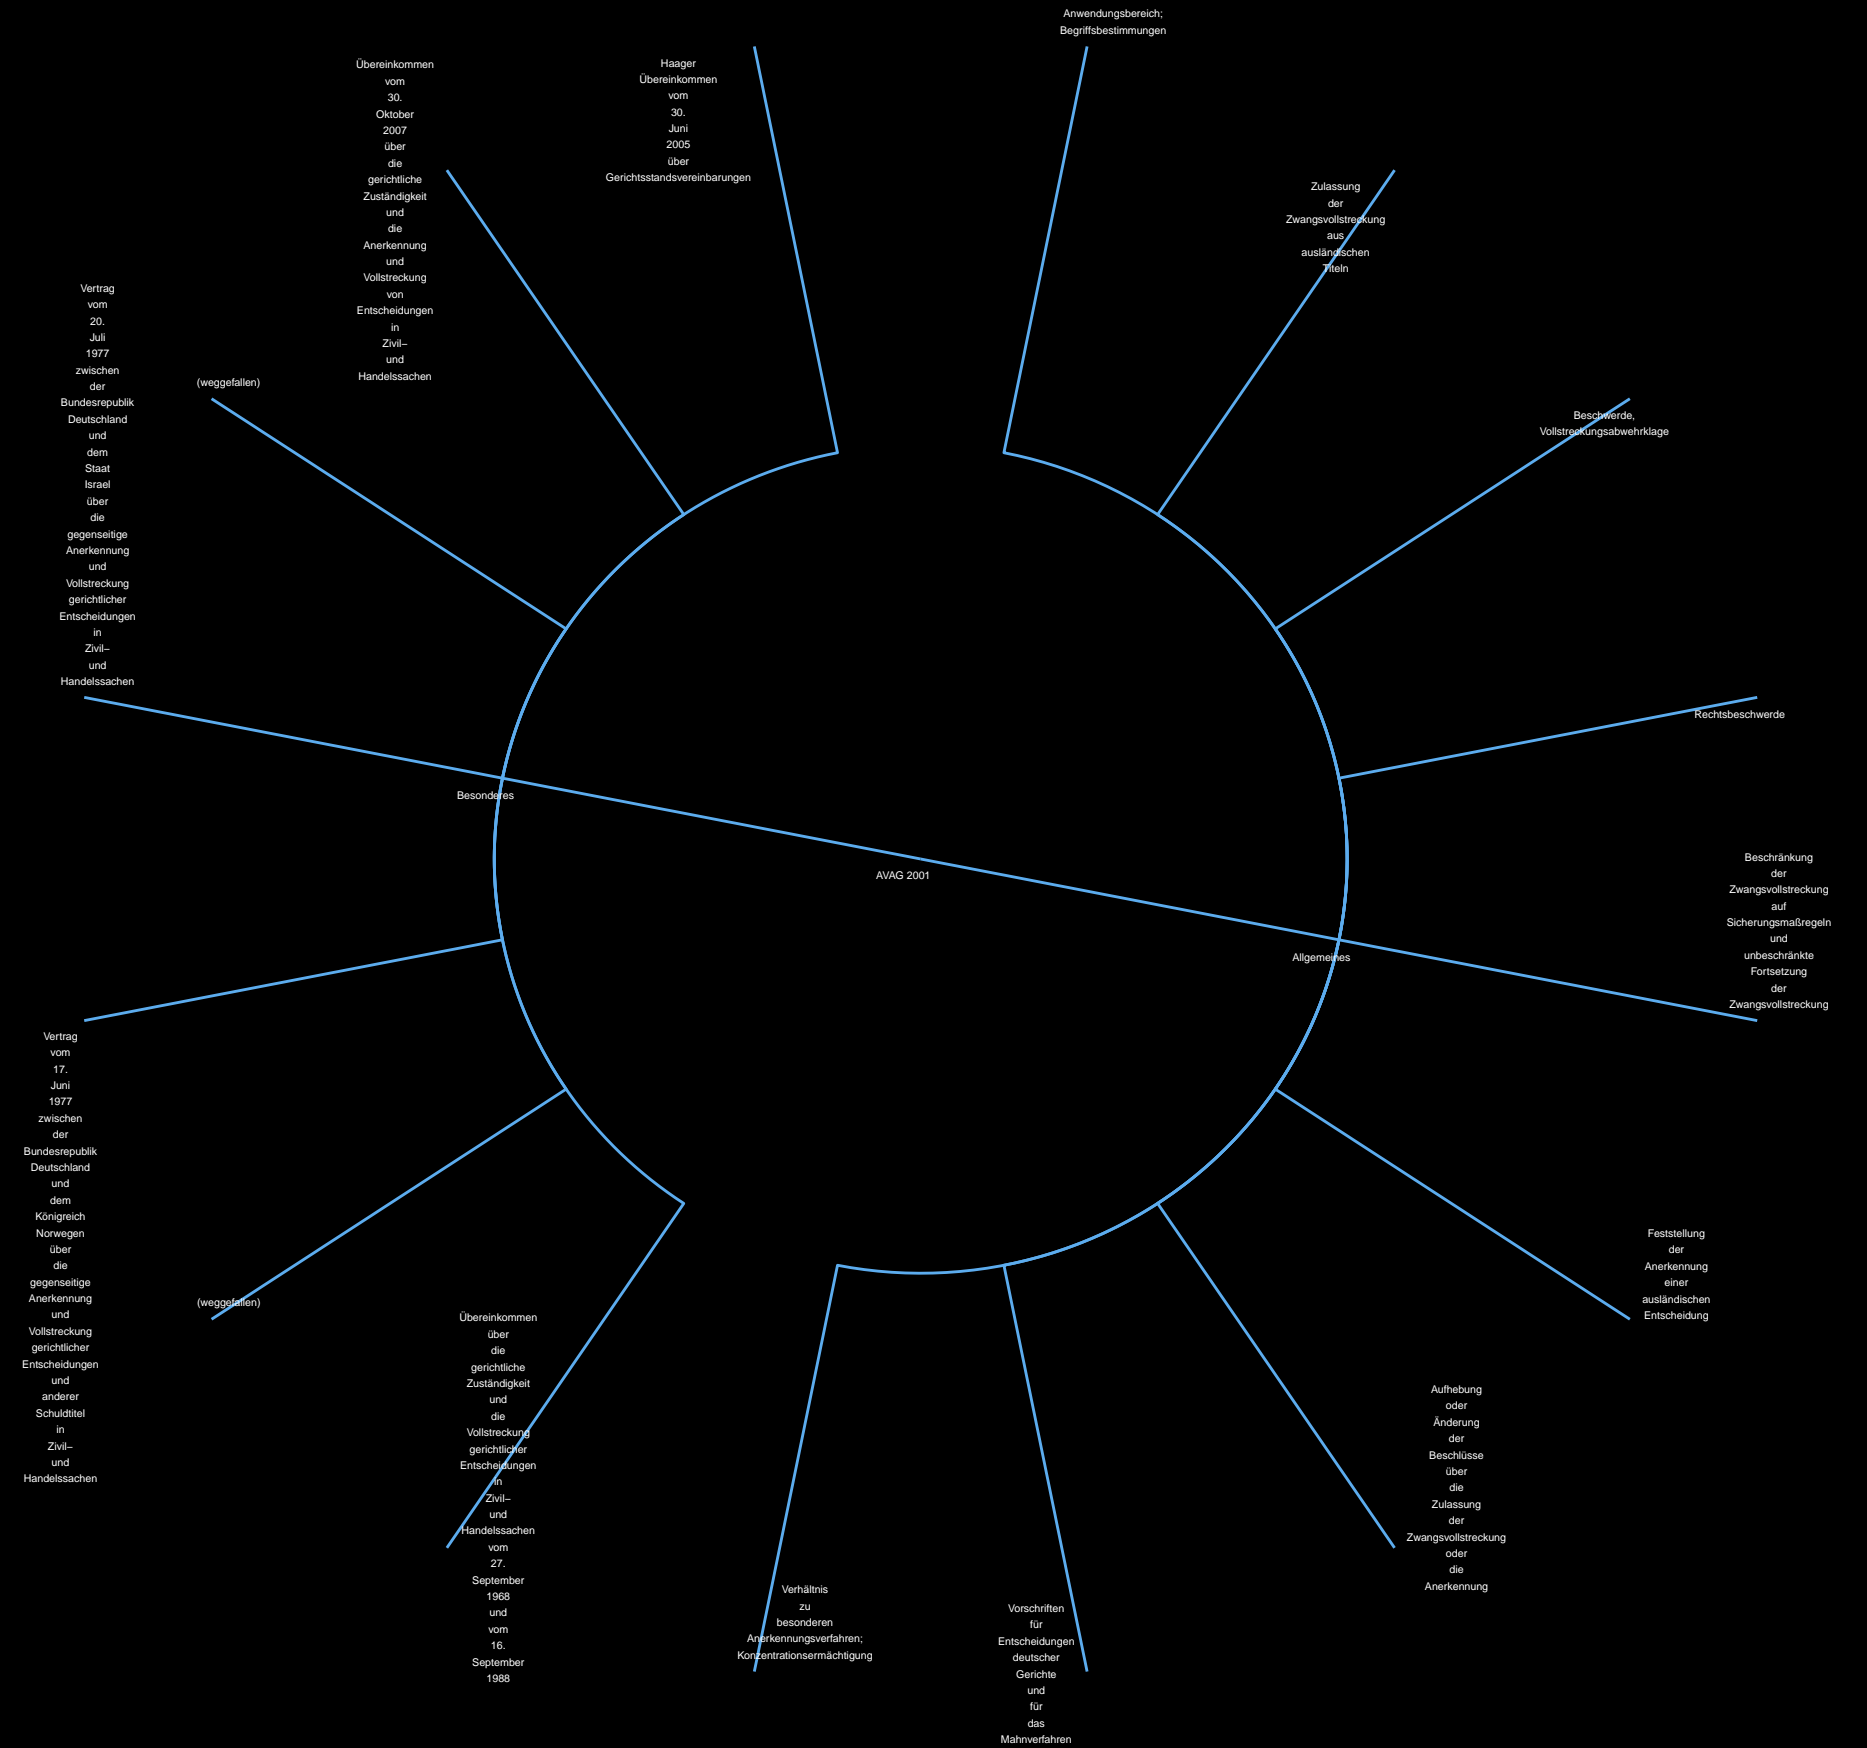 Anwendungsbereich;
Begriffsbestimmungen
Haager
Übereinkommen
vom
30.
Juni
2005
über
Gerichtsstandsvereinbarungen
Übereinkommen
vom
30.
Oktober
2007
über
die
gerichtliche
Zuständigkeit
und
die
Anerkennung
und
Vollstreckung
von
Entscheidungen
in
Zivil–
und
Handelssachen
Zulassung
der
Zwangsvollstreckung
aus
ausländischen
Titeln
Vertrag
vom
20.
Juli
1977
zwischen
der
Bundesrepublik
Deutschland
und
dem
Staat
Israel
über
die
gegenseitige
Anerkennung
und
Vollstreckung
gerichtlicher
Entscheidungen
in
Zivil–
und
Handelssachen
(weggefallen)
Beschwerde,
Vollstreckungsabwehrklage
Rechtsbeschwerde
Besonderes
AVAG 2001
Beschränkung
der
Zwangsvollstreckung
auf
Sicherungsmaßregeln
und
unbeschränkte
Fortsetzung
der
Zwangsvollstreckung
Allgemeines
Vertrag
vom
17.
Juni
1977
zwischen
der
Bundesrepublik
Deutschland
und
dem
Königreich
Norwegen
über
die
gegenseitige
Anerkennung
und
Vollstreckung
gerichtlicher
Entscheidungen
und
anderer
Schuldtitel
in
Zivil–
und
Handelssachen
Feststellung
der
Anerkennung
einer
ausländischen
Entscheidung
(weggefallen)
Übereinkommen
über
die
gerichtliche
Zuständigkeit
und
die
Vollstreckung
gerichtlicher
Entscheidungen
in
Zivil–
und
Handelssachen
vom
27.
September
1968
und
vom
16.
September
1988
Aufhebung
oder
Änderung
der
Beschlüsse
über
die
Zulassung
der
Zwangsvollstreckung
oder
die
Anerkennung
Verhältnis
zu
besonderen
Anerkennungsverfahren;
Konzentrationsermächtigung
Vorschriften
für
Entscheidungen
deutscher
Gerichte
und
für
das
Mahnverfahren